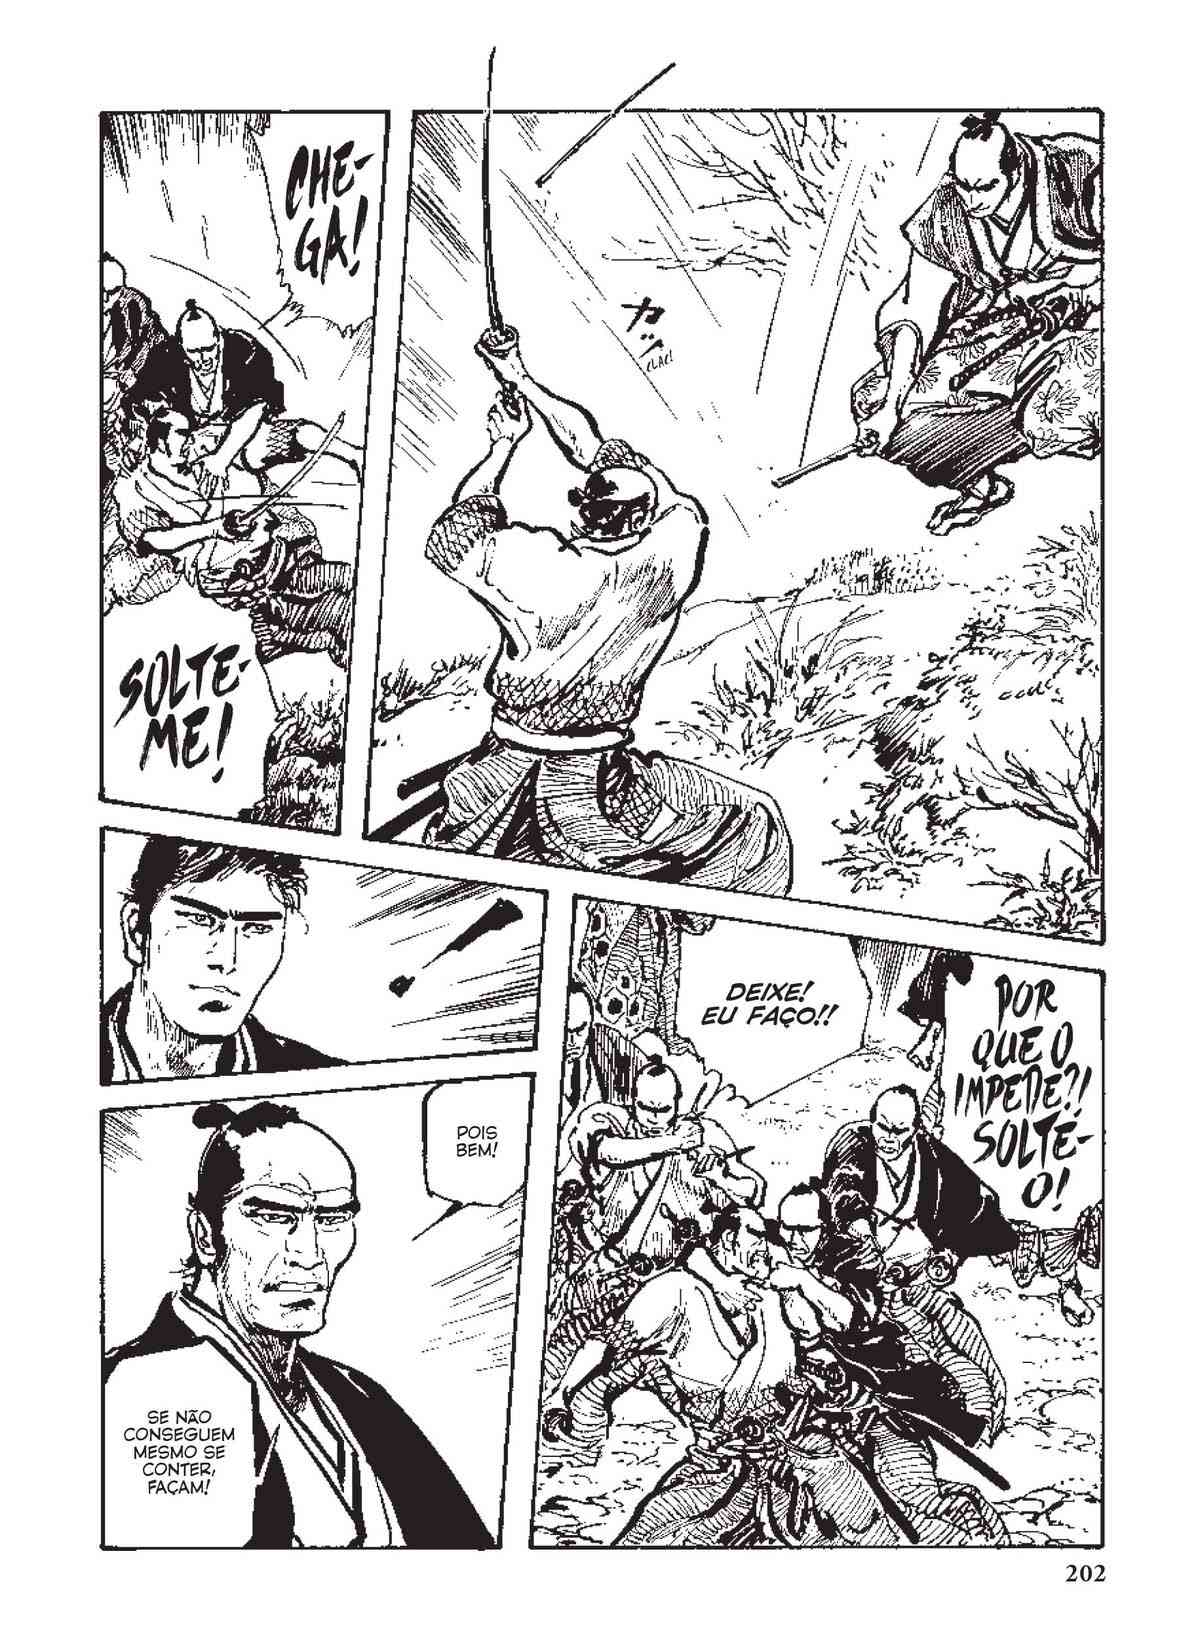 CHE-
GA!
SOLTE-
ME!
ガッ
CLAC!
DEIXE!
EU FAÇO!!
POR
QUE O
IMPEDE?!
SOLTE-
O!
POIS
BEM!
SE NÃO
CONSEGUEM
MESMO SE
CONTER,
FAÇAM!
202